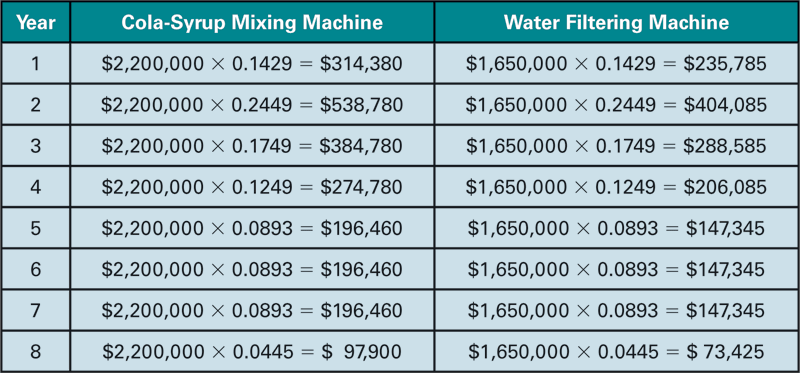 Year Cola-Syrup Mixing Machine Water Filtering Machine
1 $2,200,000 × 0.1429 = $314,380 $1,650,000 × 0.1429 = $235,785
2 $2,200,000 × 0.2449 = $538,780 $1,650,000 × 0.2449 = $404,085
3 $2,200,000 × 0.1749 = $384,780 $1,650,000 × 0.1749 = $288,585
4 $2,200,000 × 0.1249 = $274,780 $1,650,000 × 0.1249 = $206,085
5 $2,200,000 × 0.0893 = $196,460 $1,650,000 × 0.0893 = $147,345
6 $2,200,000 × 0.0893 = $196,460 $1,650,000 × 0.0893 = $147,345
7 $2,200,000 × 0.0893 = $196,460 $1,650,000 × 0.0893 = $147,345
8 $2,200,000 × 0.0445 = $ 97,900 $1,650,000 × 0.0445 = $ 73,425